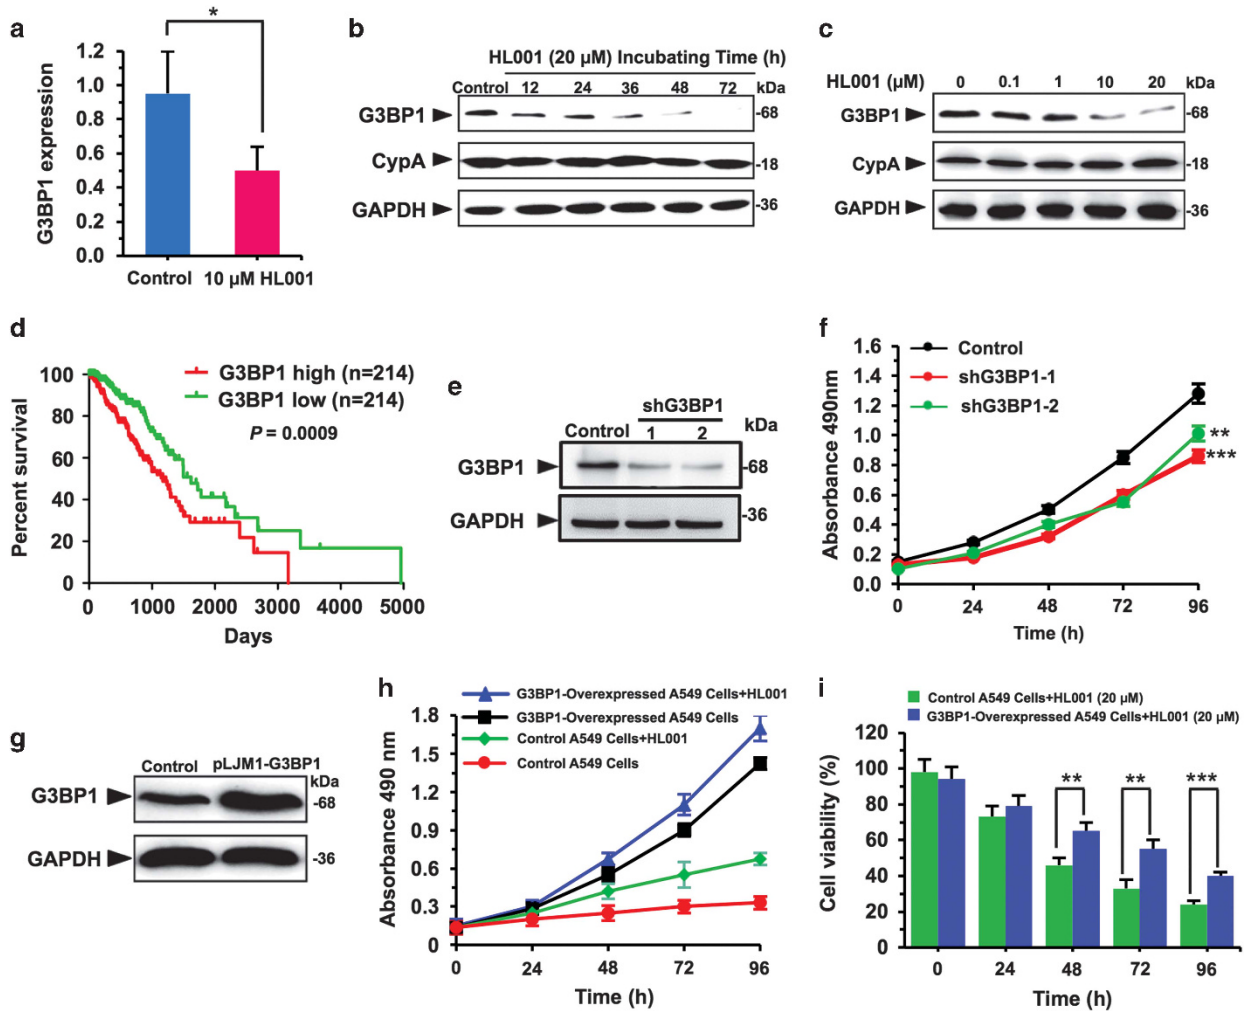 a
*
G3BP1 expression
1.2
1.0
0.8
0.6
0.4
0.2
0.0
Control 10 μM HL001
b
HL001 (20 μM) Incubating Time (h)
Control 12 24 36 48 72 kDa
G3BP1 -68
CypA -18
GAPDH -36
c
HL001 (μM) 0 0.1 1 10 20 kDa
G3BP1 -68
CypA -18
GAPDH -36
d
Percent survival
100
80
60
40
20
0
G3BP1 high (n=214)
G3BP1 low (n=214)
P = 0.0009
0 1000 2000 3000 4000 5000
Days
e
shG3BP1
Control 1 2 kDa
G3BP1 -68
GAPDH -36
f
Absorbance 490nm
1.6
1.4
1.2
1.0
0.8
0.6
0.4
0.2
0.0
Control
shG3BP1-1
shG3BP1-2
**
***
0 24 48 72 96
Time (h)
g
Control pLJM1-G3BP1
kDa
G3BP1 -68
GAPDH -36
h
G3BP1-Overexpressed A549 Cells+HL001
G3BP1-Overexpressed A549 Cells
Control A549 Cells+HL001
Control A549 Cells
Absorbance 490 nm
1.8
1.5
1.2
0.9
0.6
0.3
0
0 24 48 72 96
Time (h)
i
Control A549 Cells+HL001 (20 μM)
G3BP1-Overexpressed A549 Cells+HL001 (20 μM)
Cell viability (%)
120
100
80
60
40
20
0
** ** ***
0 24 48 72 96
Time (h)